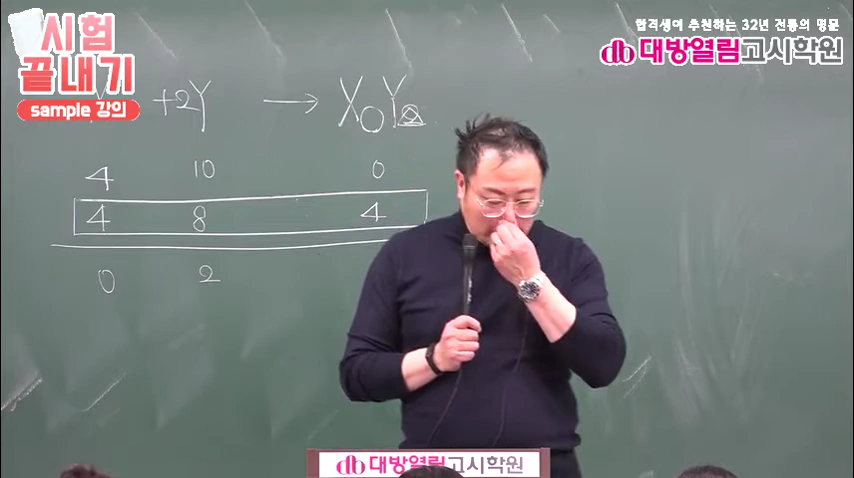 시험
끝내기
sample 강의
합격생이 추천하는 32년 전통의 명문
db 대방열림고시학원
+2Y → XOY2
4 10 0
4 8 4
0 2
db 대방열림고시학원